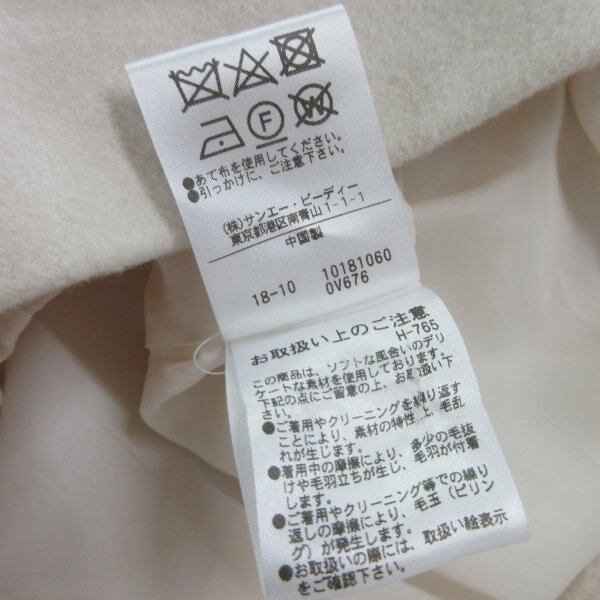 F
W
●あて布を使用してください。
●引っかけに、ご注意下さい。
(株)サンエー・ビーディー
東京都港区南青山1-1-1
中国製
18-10 10181060
0V676
お取扱い上のご注意
H-765
この商品は、ソフトな風合いのデリ
ケートな素材を使用しております。
下記の点にご留意の上、お取扱い
ください。
●ご着用やクリーニングを繰り返す
ことにより、素材の特性上 毛乱
れが生じます。
●着用中の摩擦により、多少の毛抜
けや毛羽立ちが生じ、毛羽が付着
します。
●ご着用やクリーニング等での繰り
返しの摩擦により、毛玉(ピリン
グ)が発生します。
●お取扱いの際には、取扱い絵表示
をご確認下さい。